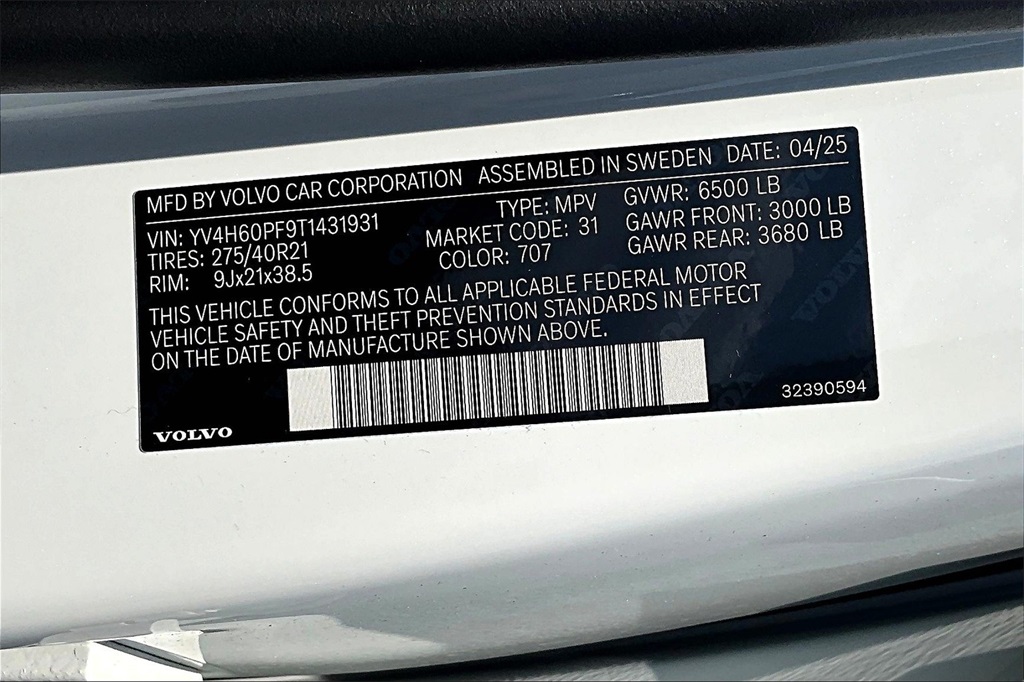 MFD BY VOLVO CAR CORPORATION ASSEMBLED IN SWEDEN DATE: 04/25
VIN: YV4H60PF9T1431931 TYPE: MPV GVWR: 6500 LB
TIRES: 275/40R21 MARKET CODE: 31 GAWR FRONT: 3000 LB
RIM: 9Jx21x38.5 COLOR: 707 GAWR REAR: 3680 LB
THIS VEHICLE CONFORMS TO ALL APPLICABLE FEDERAL MOTOR
VEHICLE SAFETY AND THEFT PREVENTION STANDARDS IN EFFECT
ON THE DATE OF MANUFACTURE SHOWN ABOVE.
32390594
VOLVO